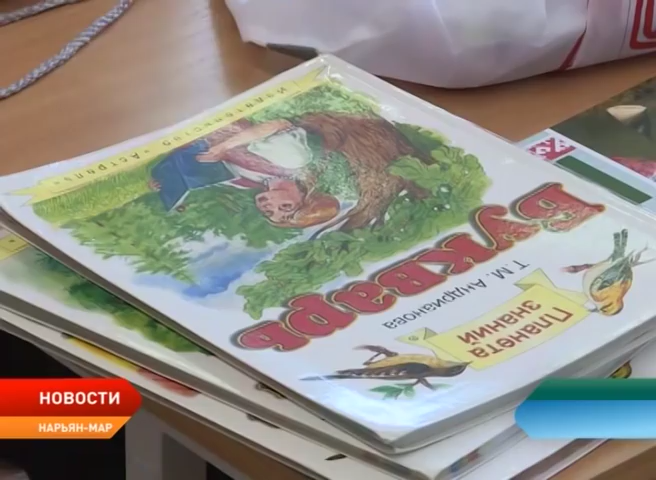 Планета
знаний
Т. М. Андрианова
Букварь
Издательство «Астрель»
НОВОСТИ
НАРЬЯН-МАР